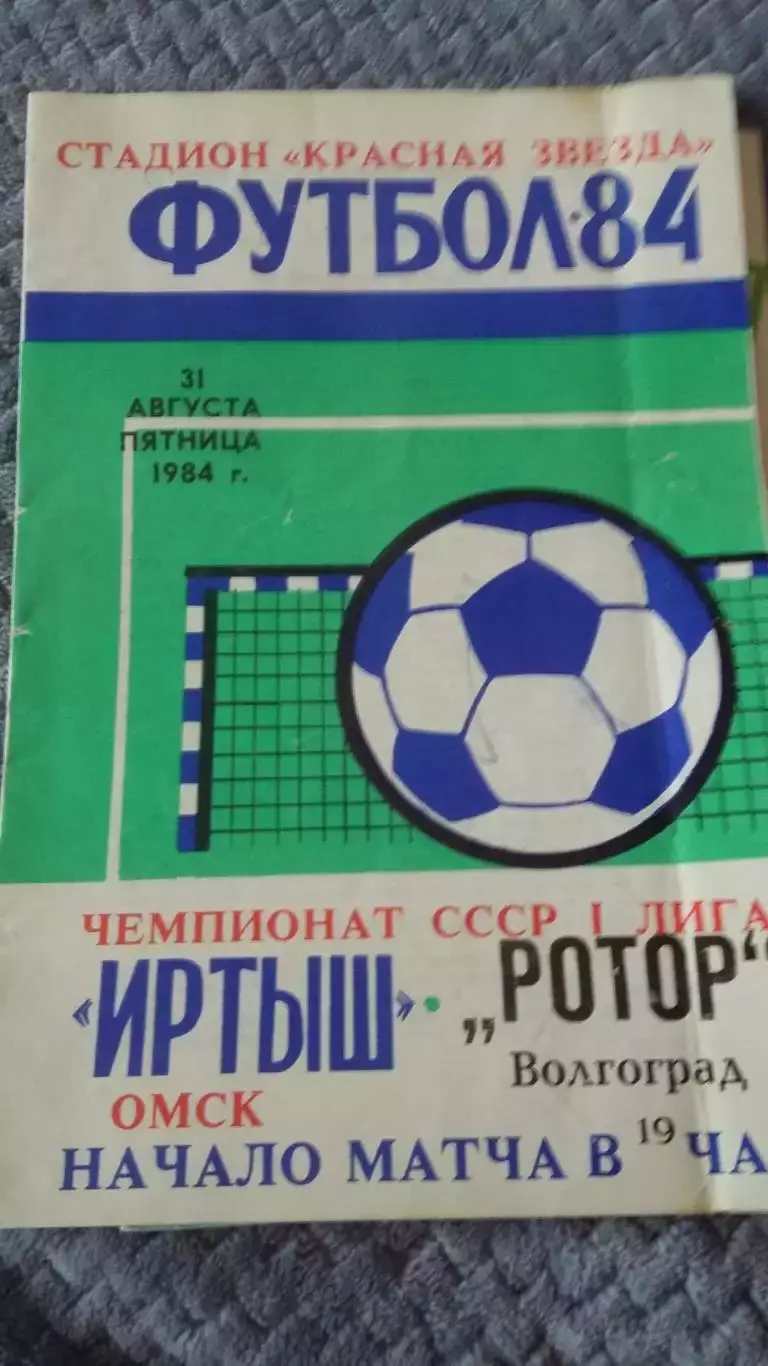 СТАДИОН «КРАСНАЯ ЗВЕЗДА»
ФУТБОЛ·84
31
АВГУСТА
ПЯТНИЦА
1984 г.
ЧЕМПИОНАТ СССР I ЛИГА
«ИРТЫШ» • „РОТОР“
ОМСК Волгоград
НАЧАЛО МАТЧА В 19 ЧА